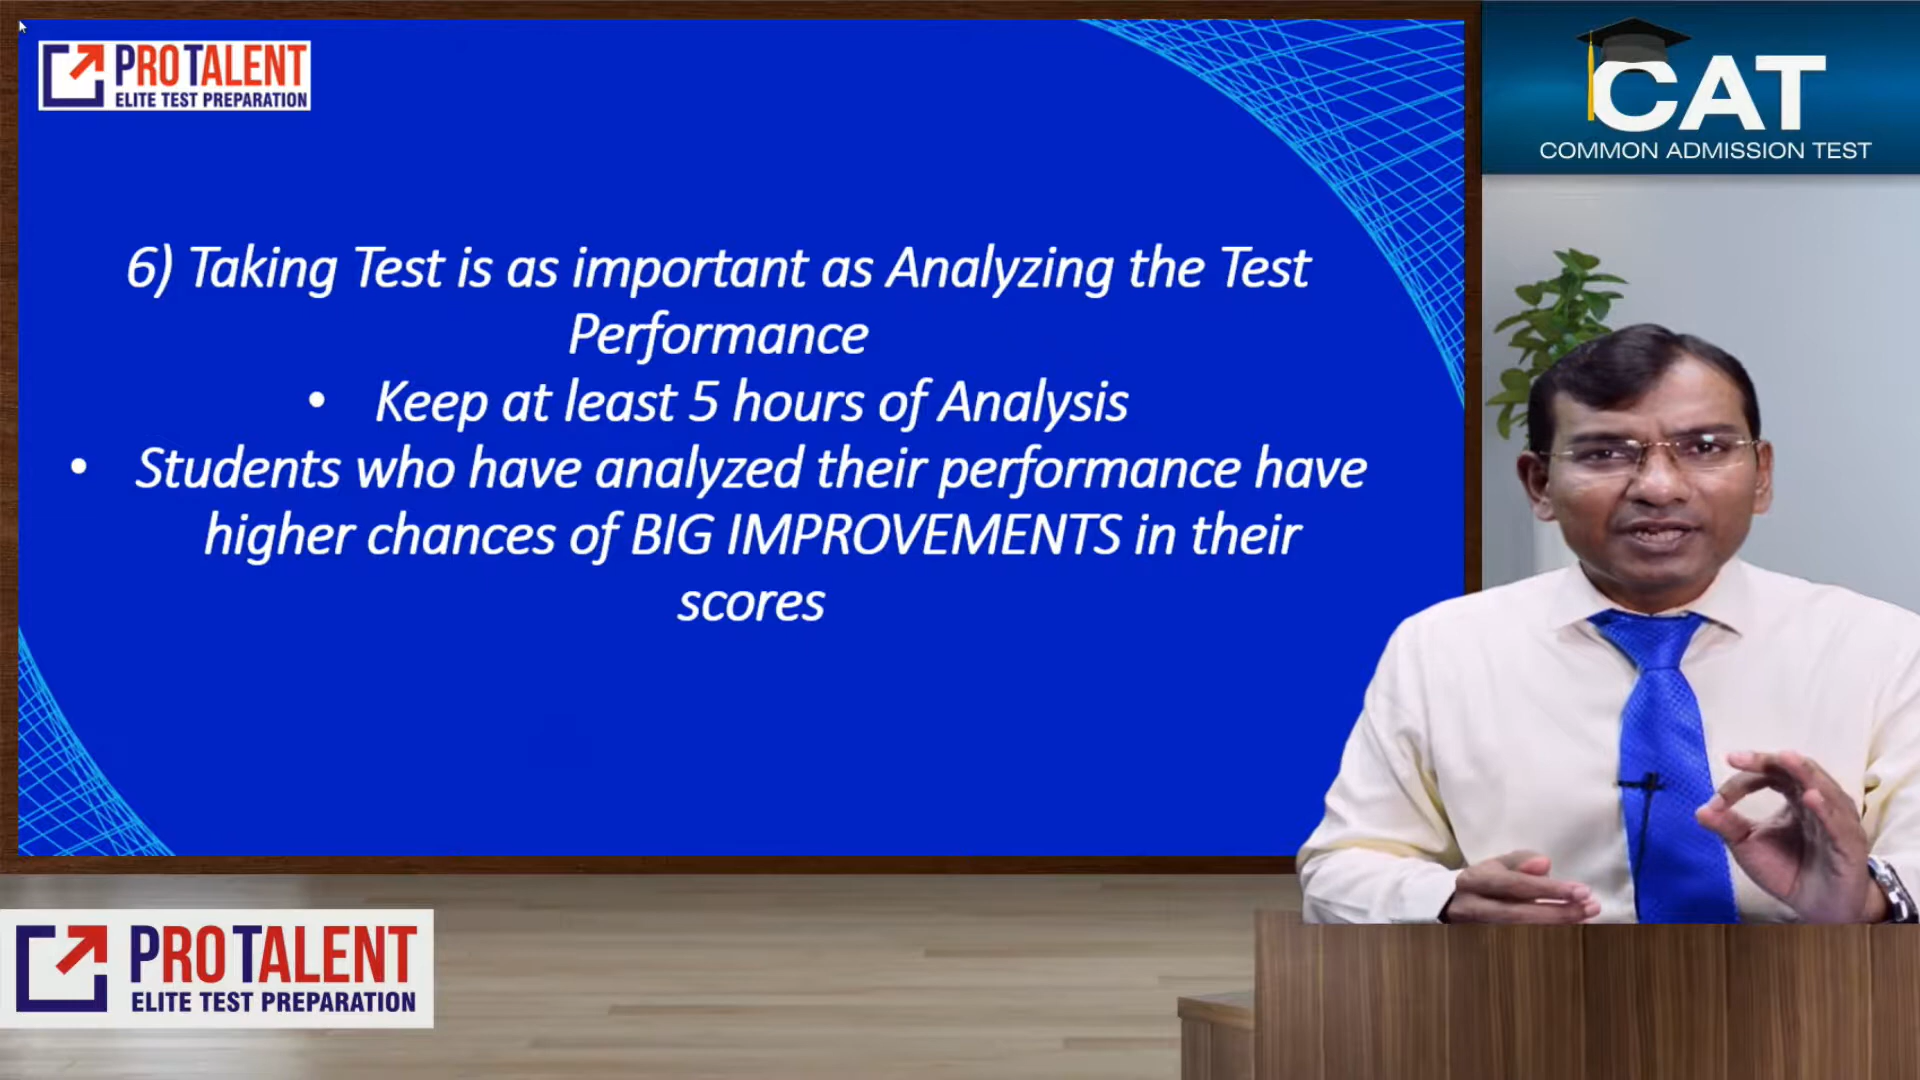 PROTALENT
ELITE TEST PREPARATION
CAT
COMMON ADMISSION TEST
6) Taking Test is as important as Analyzing the Test
Performance
• Keep at least 5 hours of Analysis
• Students who have analyzed their performance have
higher chances of BIG IMPROVEMENTS in their
scores
PROTALENT
ELITE TEST PREPARATION